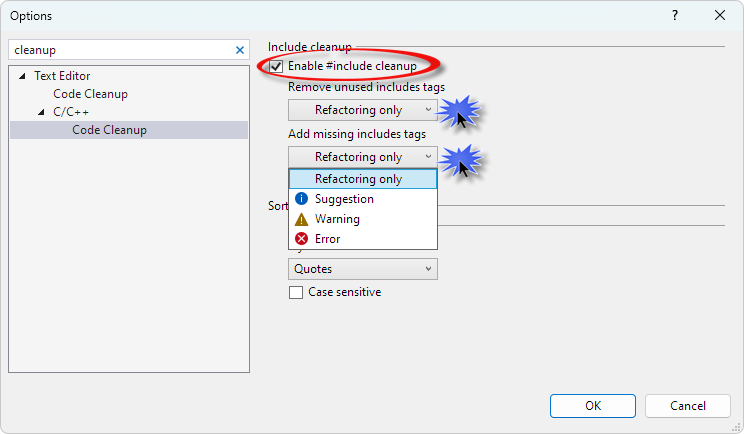 Options
?
cleanup
Text Editor
Code Cleanup
C/C++
Code Cleanup
Include cleanup
Enable #include cleanup
Remove unused includes tags
Refactoring only
Add missing includes tags
Refactoring only
Refactoring only
Suggestion
Warning
Error
Sort
Quotes
Case sensitive
OK
Cancel